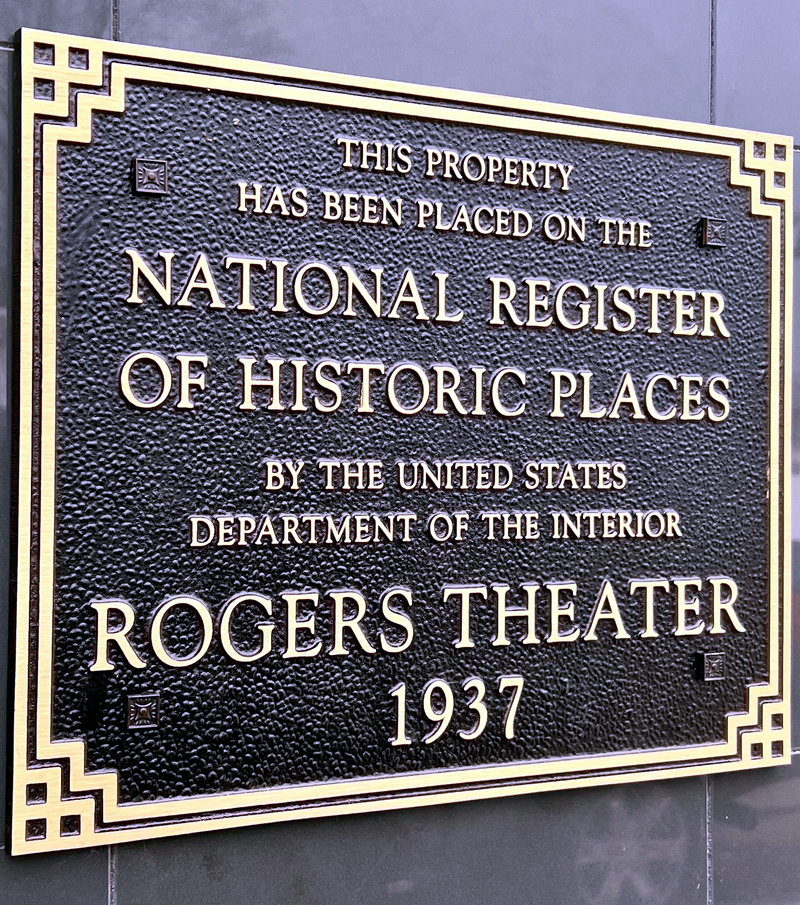 THIS PROPERTY
HAS BEEN PLACED ON THE
NATIONAL REGISTER
OF HISTORIC PLACES
BY THE UNITED STATES
DEPARTMENT OF THE INTERIOR
ROGERS THEATER
1937